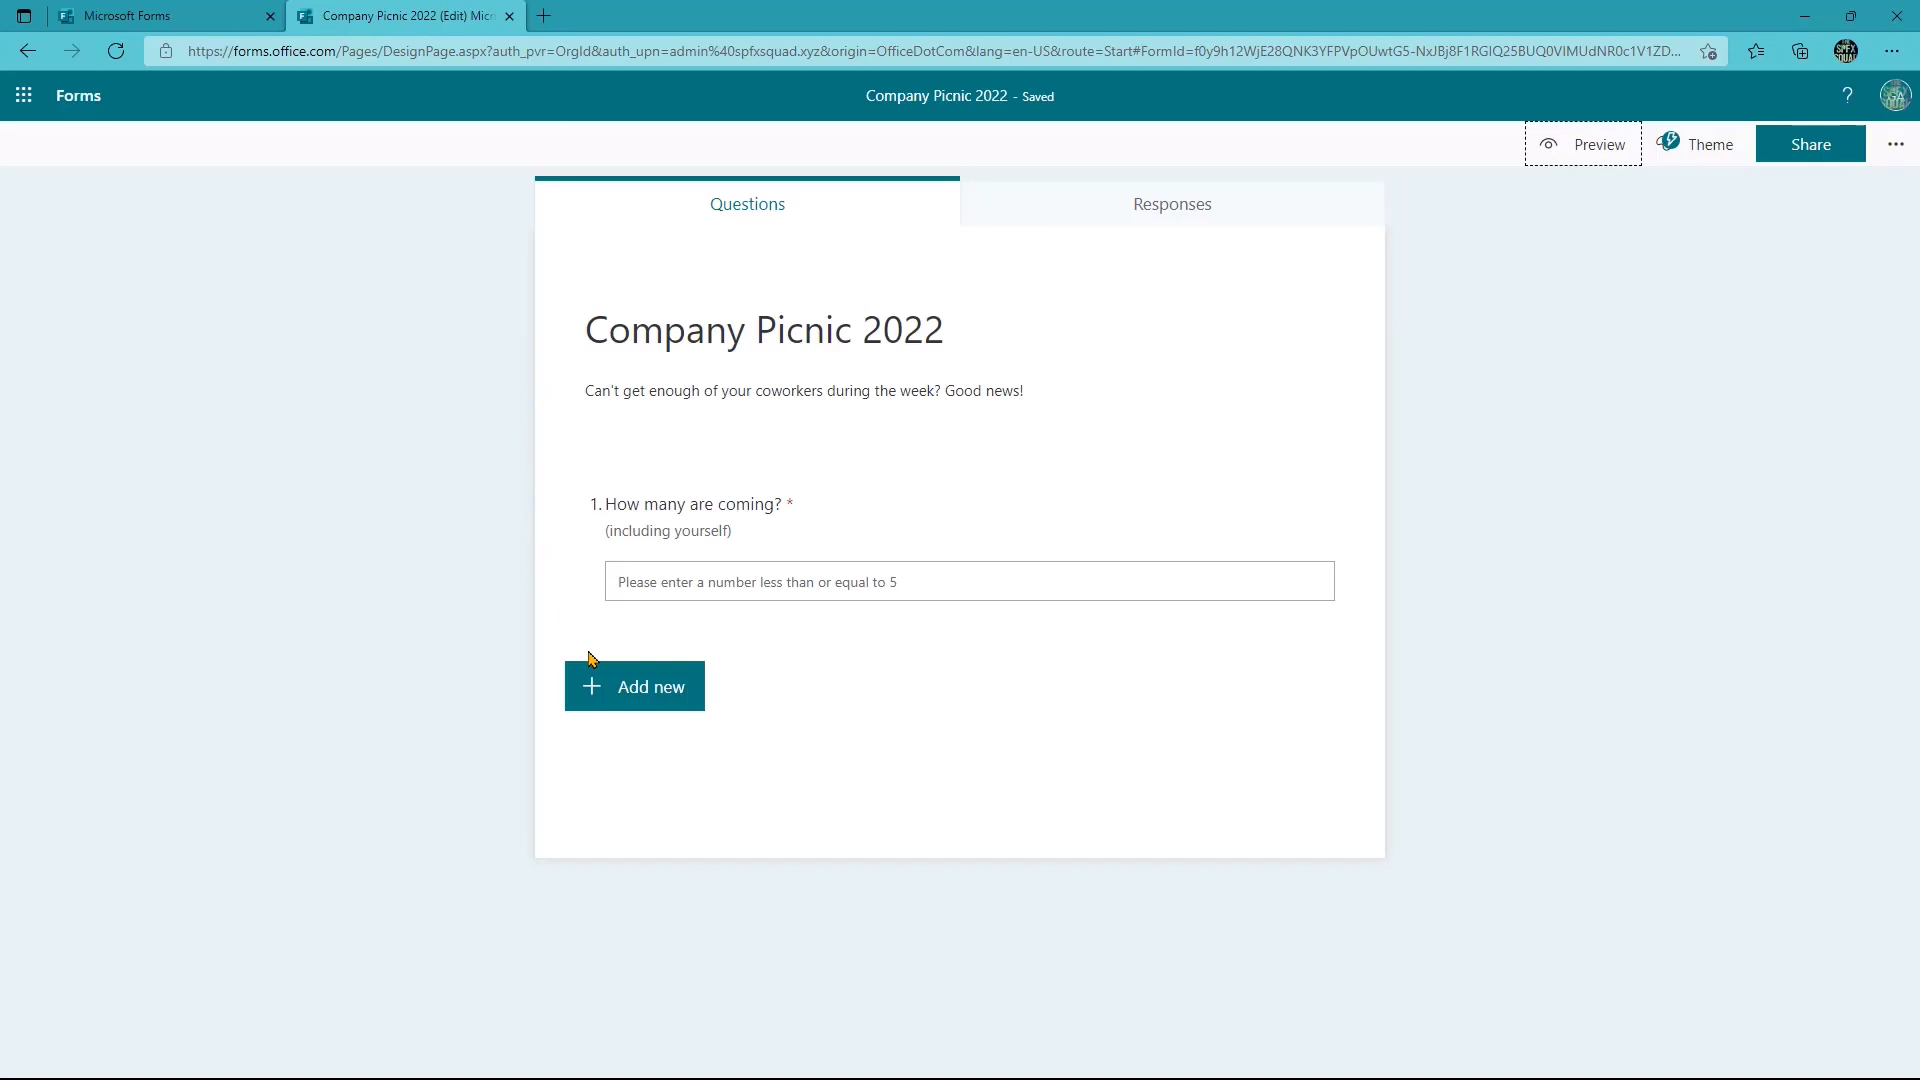 Microsoft Forms
Company Picnic 2022 (Edit) Micr
https://forms.office.com/Pages/DesignPage.aspx?auth_pvr=OrgId&auth_upn=admin%40spfxsquad.xyz&origin=OfficeDotCom&lang=en-US&route=Start#FormId=f0y9h12WjE28QNK3YFPVpOUwtG5-NxJBj8F1RGlQ25BUQ0VIMUdNR0c1V1ZD...
Forms
Company Picnic 2022 - Saved
?
Preview
Theme
Share
Questions
Responses
Company Picnic 2022
Can't get enough of your coworkers during the week? Good news!
1. How many are coming? *
(including yourself)
Please enter a number less than or equal to 5
Add new